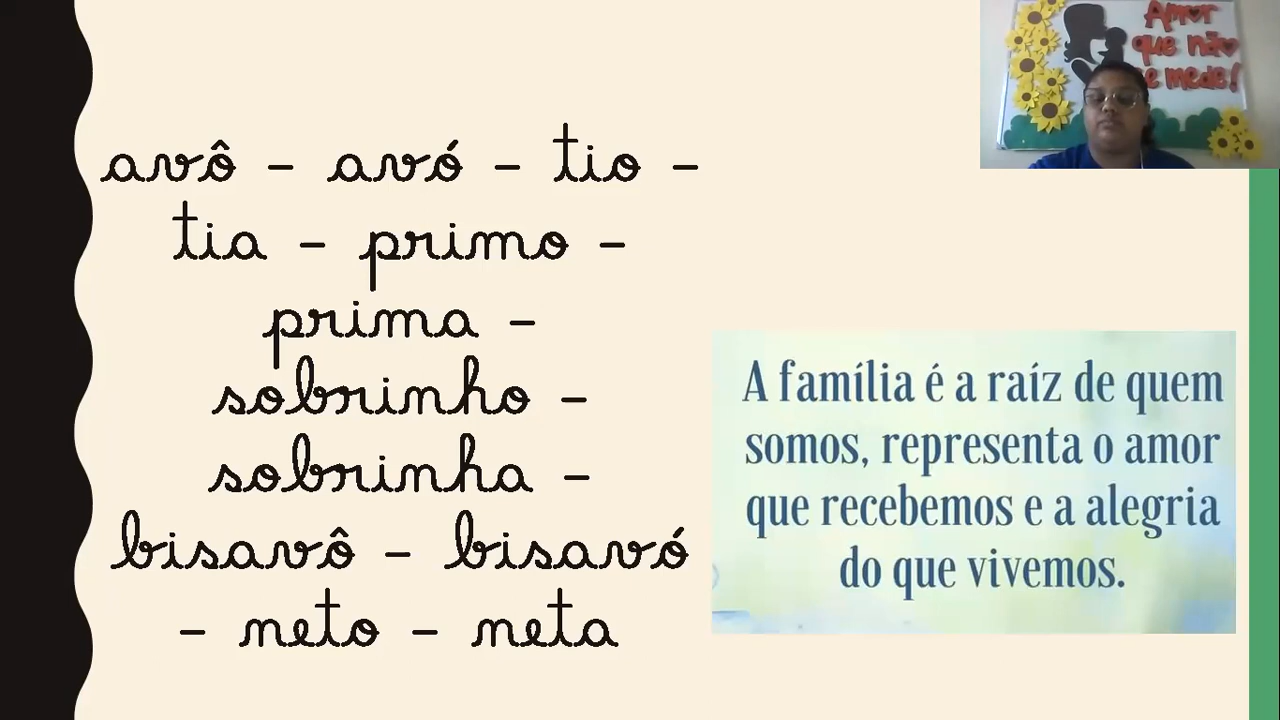 avô - avó - tio -
tia - primo -
prima -
sobrinho -
sobrinha -
bisavô - bisavó
- neto - neta
A família é a raíz de quem
somos, representa o amor
que recebemos e a alegria
do que vivemos.
Amor
que não
e mede!